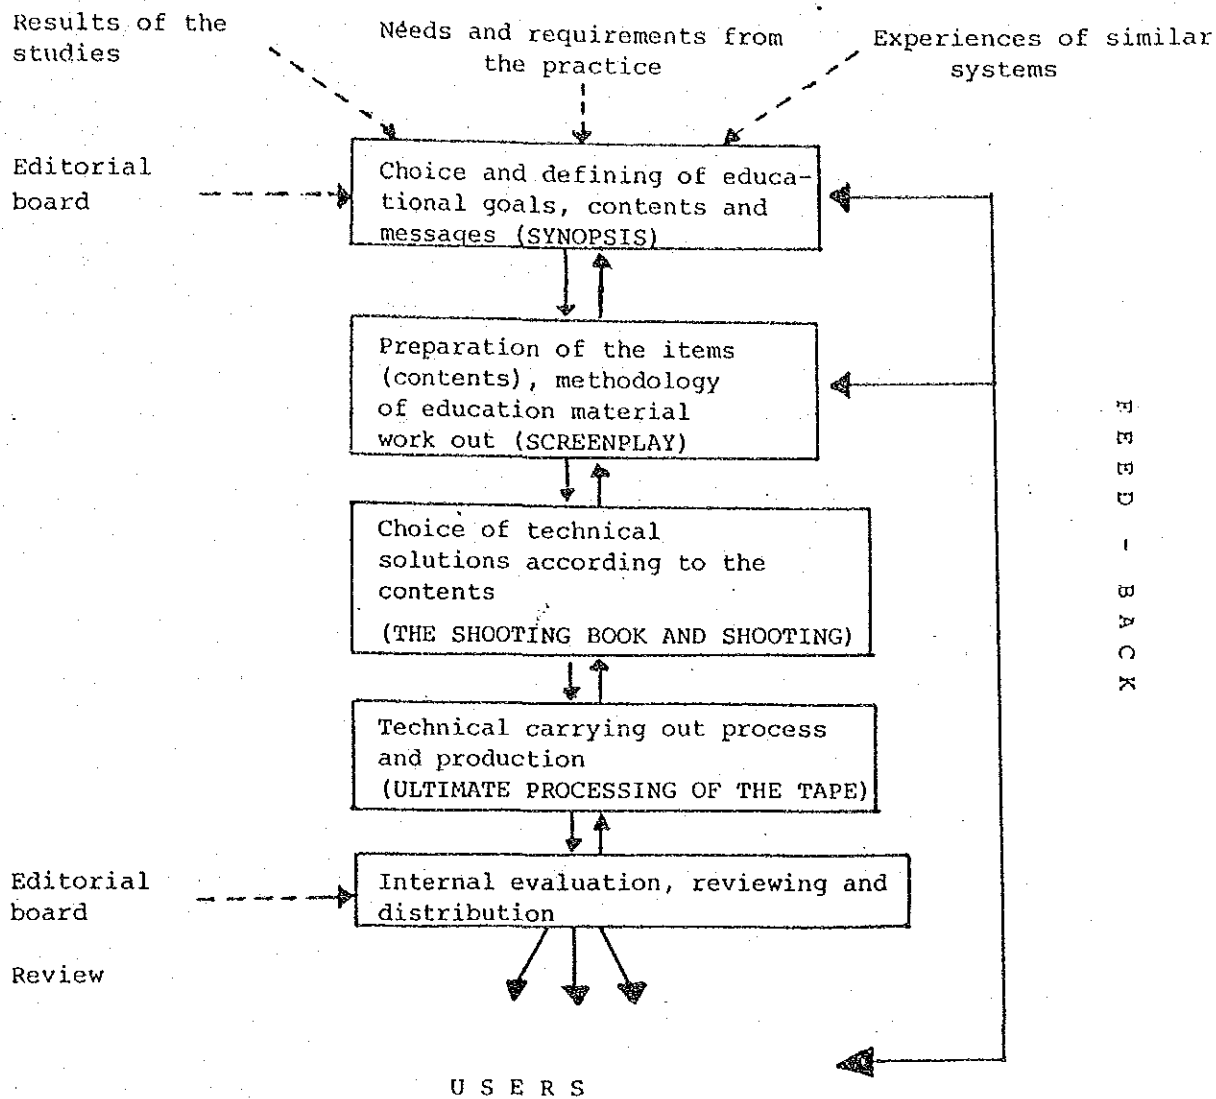 Results of the
studies
Needs and requirements from
the practice
Experiences of similar
systems
Editorial
board
Choice and defining of educa-
tional goals, contents and
messages (SYNOPSIS)
Preparation of the items
(contents), methodology
of education material
work out (SCREENPLAY)
Choice of technical
solutions according to the
contents
(THE SHOOTING BOOK AND SHOOTING)
Technical carrying out process
and production
(ULTIMATE PROCESSING OF THE TAPE)
Editorial
board
Review
Internal evaluation, reviewing and
distribution
U S E R S
F E E D - B A C K